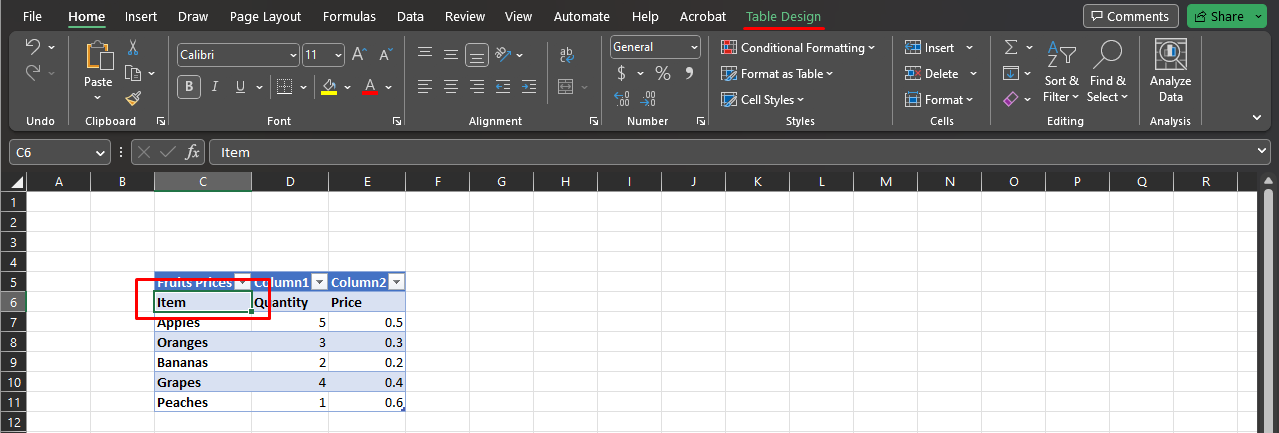 File Home Insert Draw Page Layout Formulas Data Review View Automate Help Acrobat Table Design Comments Share
Paste
Calibri 11
B I U A
ab
General
$ % 9
.00 .00
Conditional Formatting
Format as Table
Cell Styles
Insert
Delete
Format
Sort & Filter
Find & Select
Analyze Data
Undo Clipboard Font Alignment Number Styles Cells Editing Analysis
C6 fx Item
A B C D E F G H I J K L M N O P Q R
1
2
3
4
5 Fruits Prices Column1 Column2
6 Item Quantity Price
7 Apples 5 0.5
8 Oranges 3 0.3
9 Bananas 2 0.2
10 Grapes 4 0.4
11 Peaches 1 0.6
12